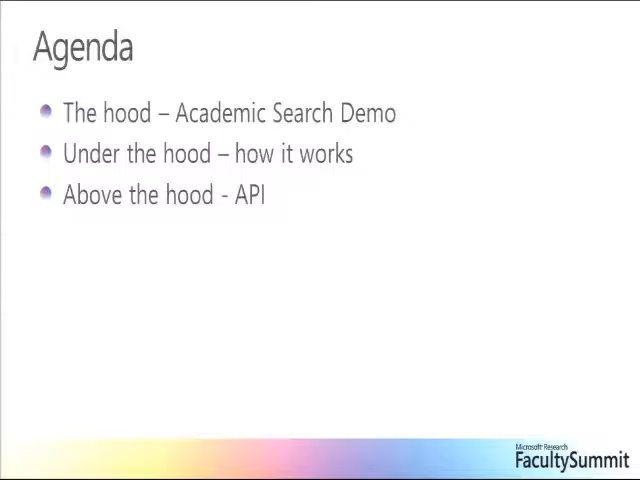 Agenda
The hood – Academic Search Demo
Under the hood – how it works
Above the hood - API
Microsoft Research
FacultySummit